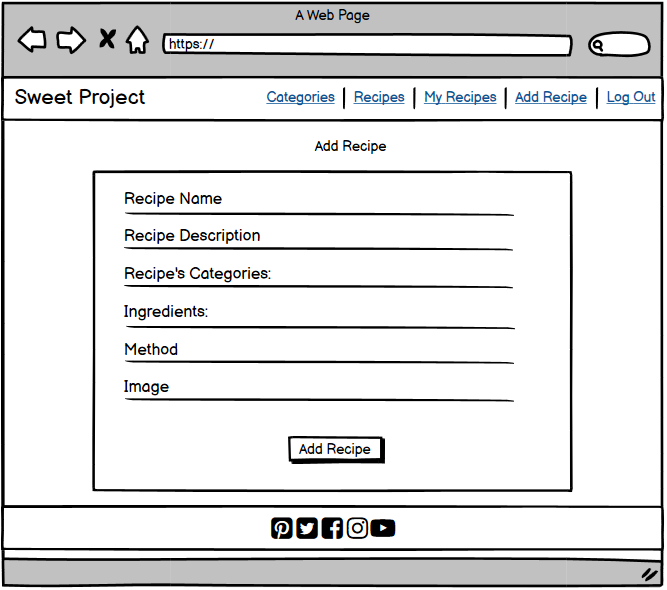 A Web Page
https://
Sweet Project
Categories | Recipes | My Recipes | Add Recipe | Log Out
Add Recipe
Recipe Name
Recipe Description
Recipe's Categories:
Ingredients:
Method
Image
Add Recipe